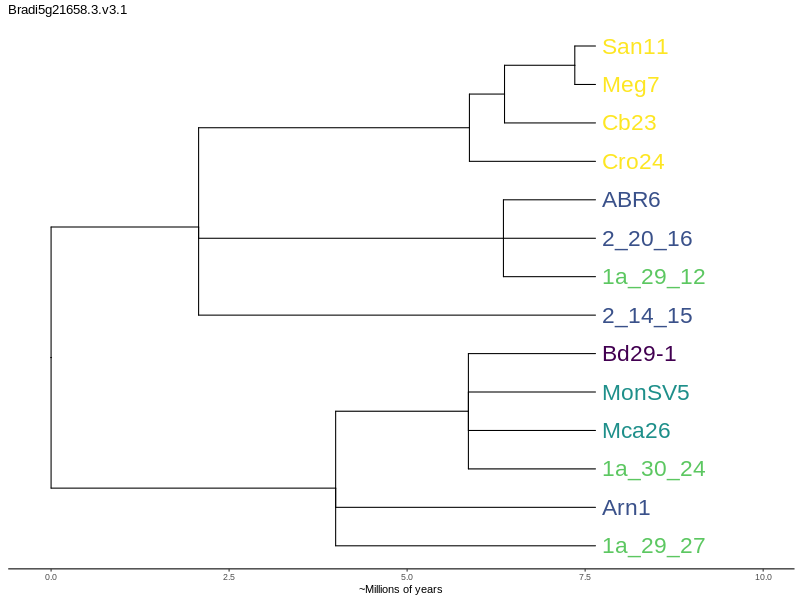 Bradi5g21658.3.v3.1
San11
Meg7
Cb23
Cro24
ABR6
2_20_16
1a_29_12
2_14_15
Bd29-1
MonSV5
Mca26
1a_30_24
Arn1
1a_29_27
0.0 2.5 5.0 7.5 10.0
~Millions of years